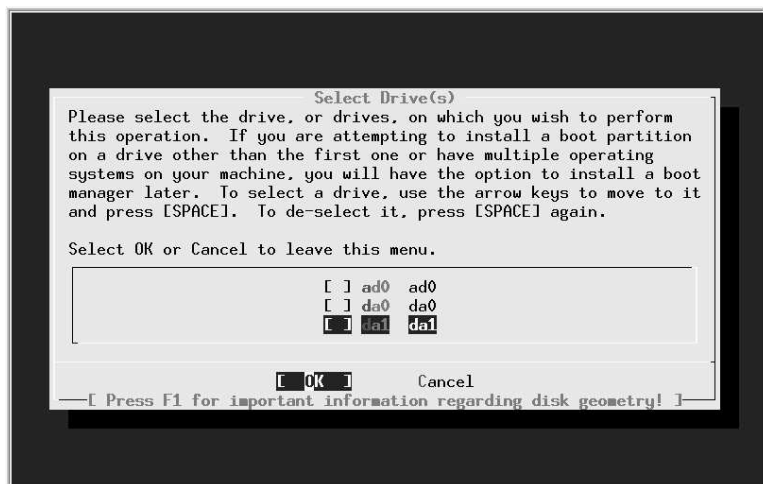 Select Drive(s)
Please select the drive, or drives, on which you wish to perform
this operation.  If you are attempting to install a boot partition
on a drive other than the first one or have multiple operating
systems on your machine, you will have the option to install a boot
manager later.  To select a drive, use the arrow keys to move to it
and press [SPACE].  To de-select it, press [SPACE] again.
Select OK or Cancel to leave this menu.
[ ] ad0  ad0
[ ] da0  da0
[ ] da1  da1
[  OK  ]  Cancel
[ Press F1 for important information regarding disk geometry! ]